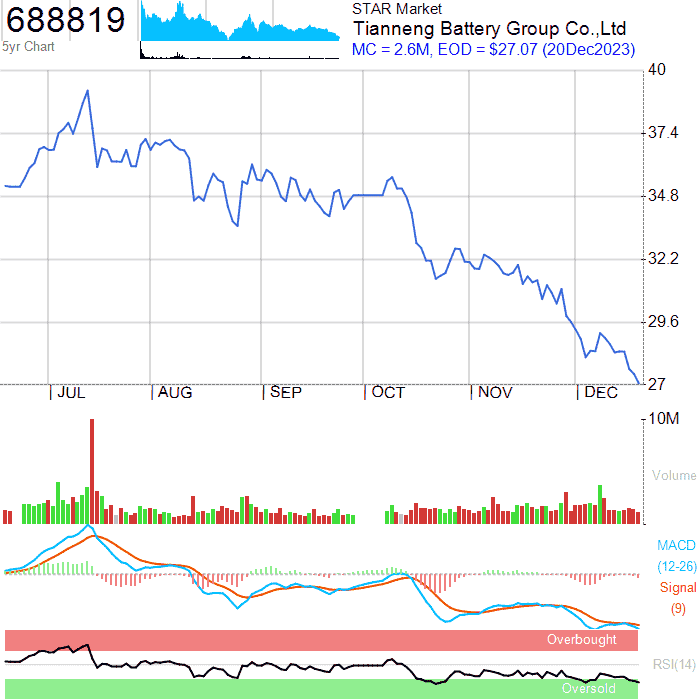 688819
5yr Chart
STAR Market
Tianneng Battery Group Co.,Ltd
MC = 2.6M, EOD = $27.07 (20Dec2023)
40
37.4
34.8
32.2
29.6
27
JUL AUG SEP OCT NOV DEC
10M
Volume
MACD
(12-26)
Signal
(9)
Overbought
RSI(14)
Oversold